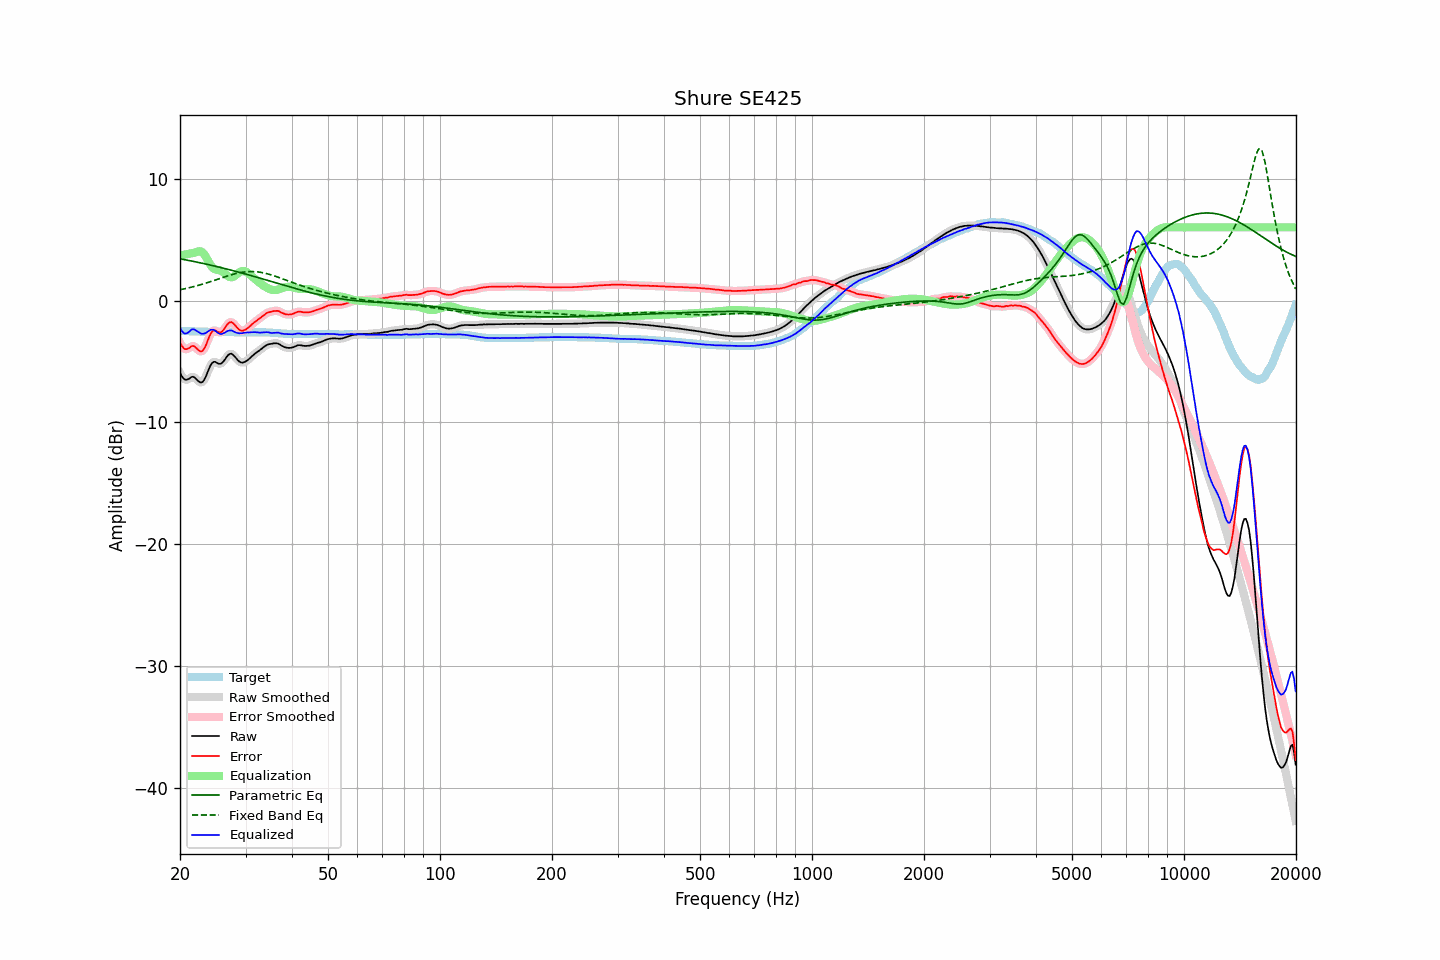 Shure SE425
Amplitude (dBr)
10
0
−10
−20
−30
−40
Target
Raw Smoothed
Error Smoothed
Raw
Error
Equalization
Parametric Eq
Fixed Band Eq
Equalized
20 50 100 200 500 1000 2000 5000 10000 20000
Frequency (Hz)